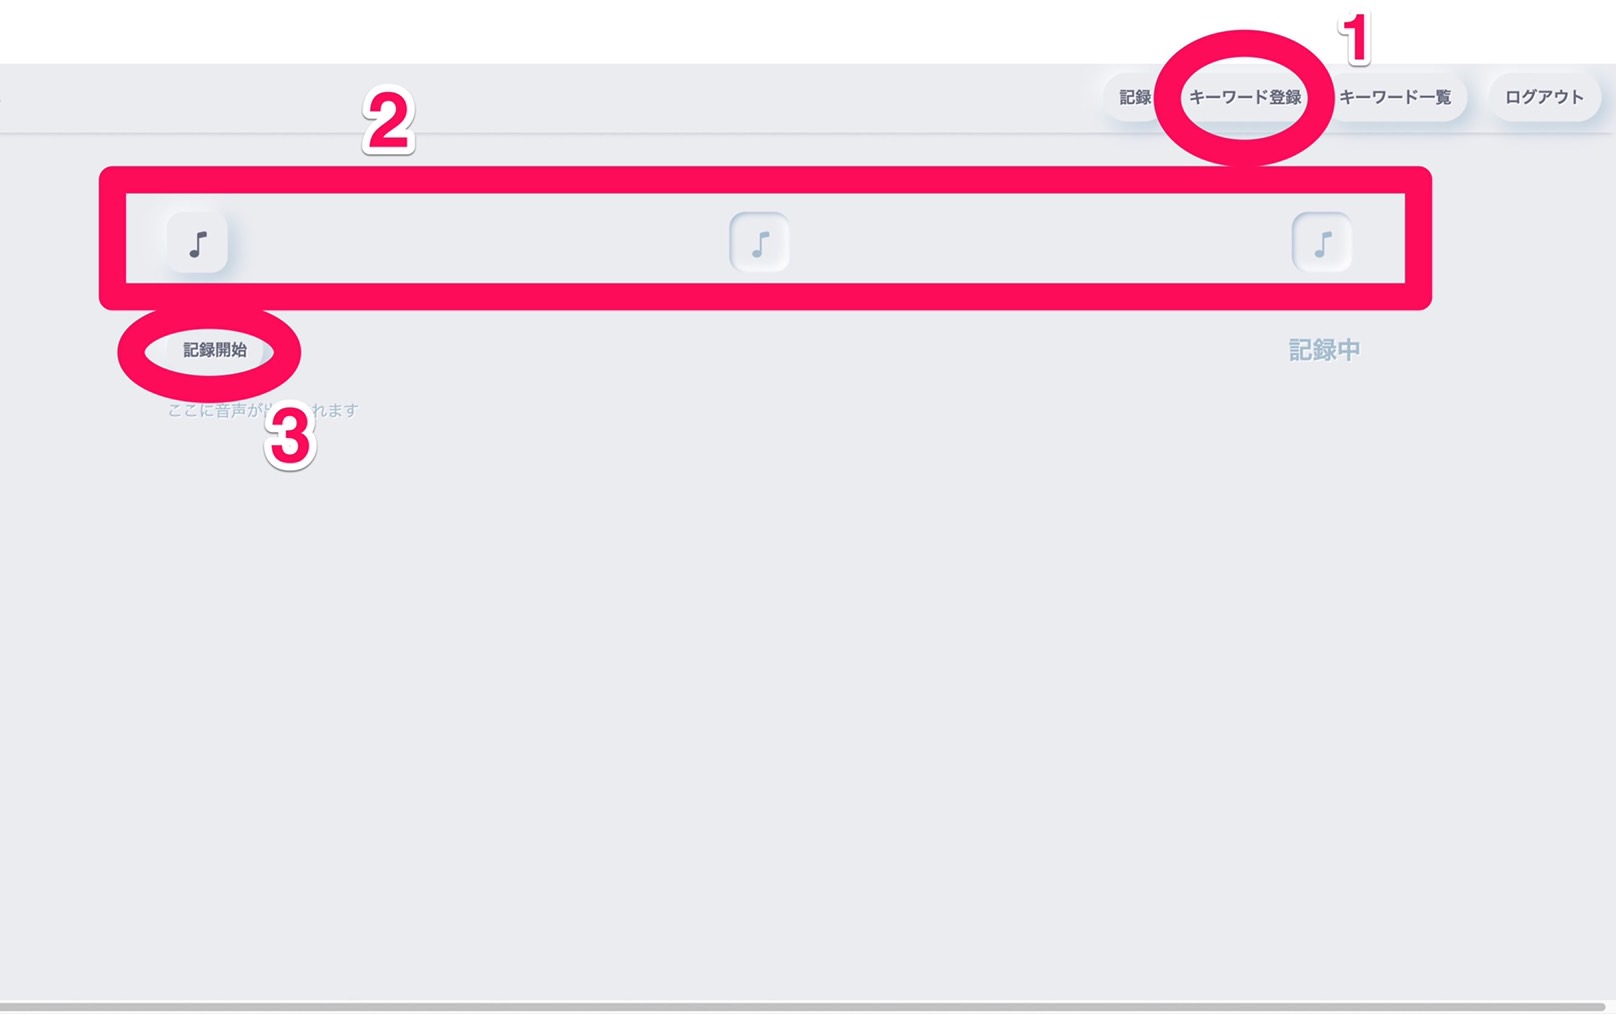 1
記録 キーワード登録 キーワード一覧 ログアウト
2
記録開始 記録中
ここに音声が れます
3